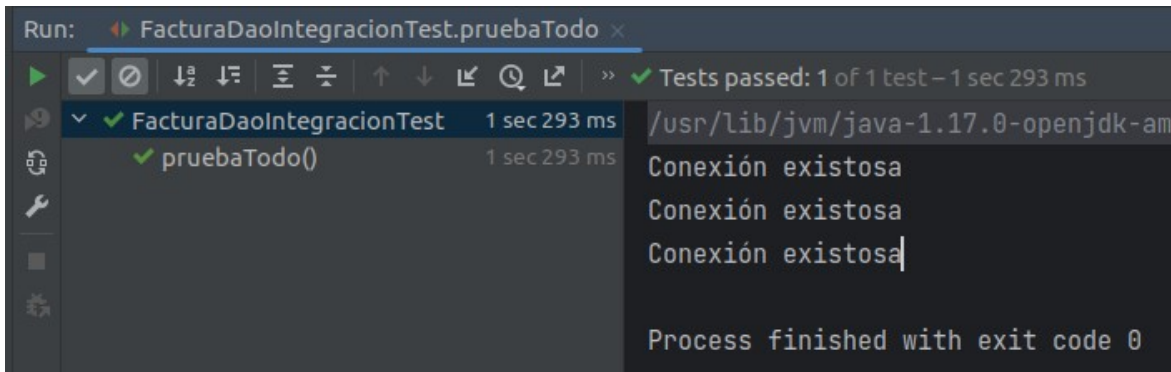 Run: FacturaDaoIntegracionTest.pruebaTodo
Tests passed: 1 of 1 test – 1 sec 293 ms
FacturaDaoIntegracionTest 1 sec 293 ms
pruebaTodo() 1 sec 293 ms
/usr/lib/jvm/java-1.17.0-openjdk-am
Conexión existosa
Conexión existosa
Conexión existosa
Process finished with exit code 0